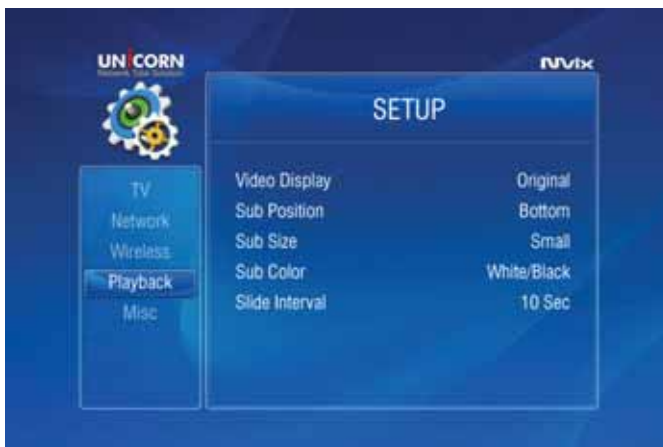 UNICORN
NVix
SETUP
TV
Network
Wireless
Playback
Misc
Video Display Original
Sub Position Bottom
Sub Size Small
Sub Color White/Black
Slide Interval 10 Sec